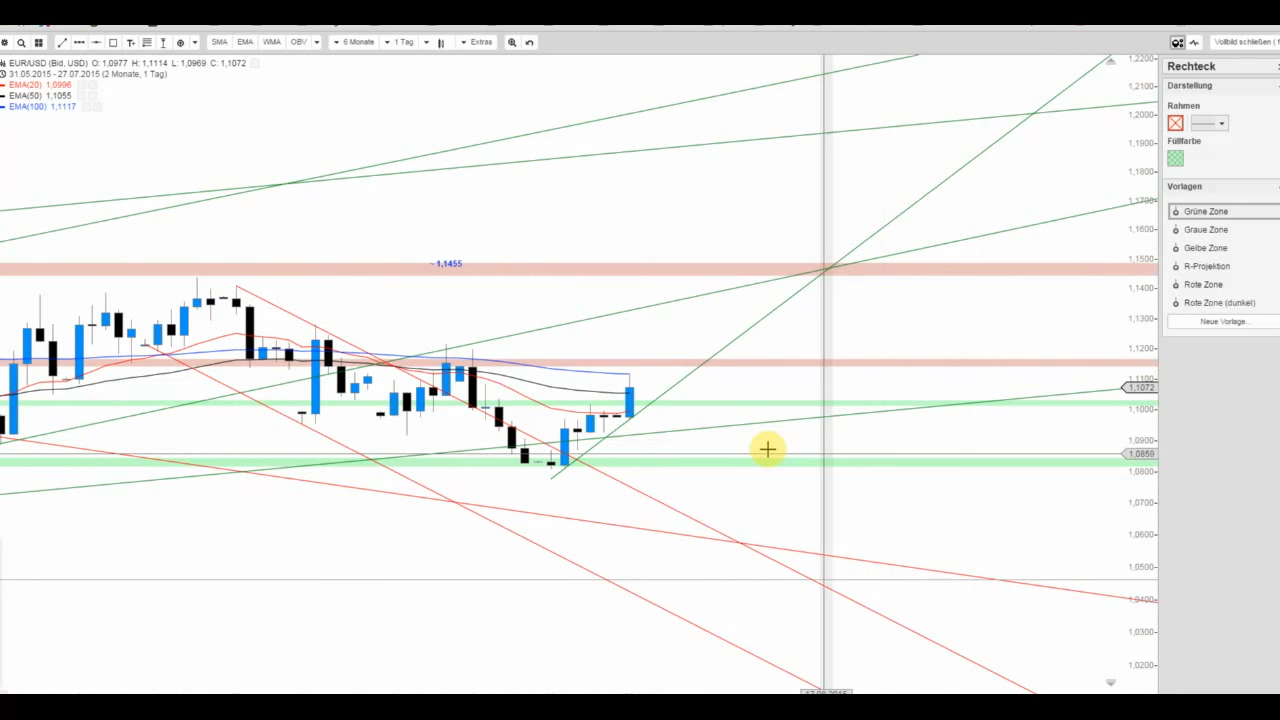 SMA EMA WMA OBV 6 Monate 1 Tag Extras Vollbild schließen (
EUR/USD (Bid, USD) O: 1,0977 H: 1,1114 L: 1,0969 C: 1,1072
31.05.2015 - 27.07.2015 (2 Monate, 1 Tag)
EMA(20) 1,0996
EMA(50) 1,1055
EMA(100) 1,1117
~ 1,1455
1,2200
1,2100
1,2000
1,1900
1,1800
1,1700
1,1600
1,1500
1,1400
1,1300
1,1200
1,1100
1,1072
1,1000
1,0900
1,0859
1,0800
1,0700
1,0600
1,0500
1,0400
1,0300
1,0200
Rechteck
Darstellung
Rahmen
Füllfarbe
Vorlagen
Grüne Zone
Graue Zone
Gelbe Zone
R-Projektion
Rote Zone
Rote Zone (dunkel)
Neue Vorlage...